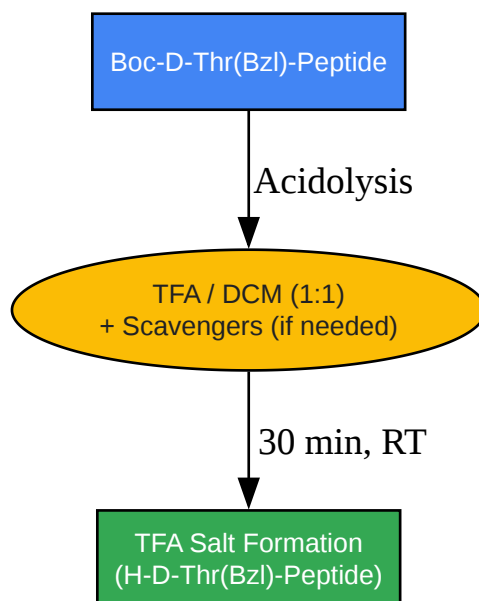 Boc-D-Thr(Bzl)-Peptide
Acidolysis
TFA / DCM (1:1)
+ Scavengers (if needed)
30 min, RT
TFA Salt Formation
(H-D-Thr(Bzl)-Peptide)